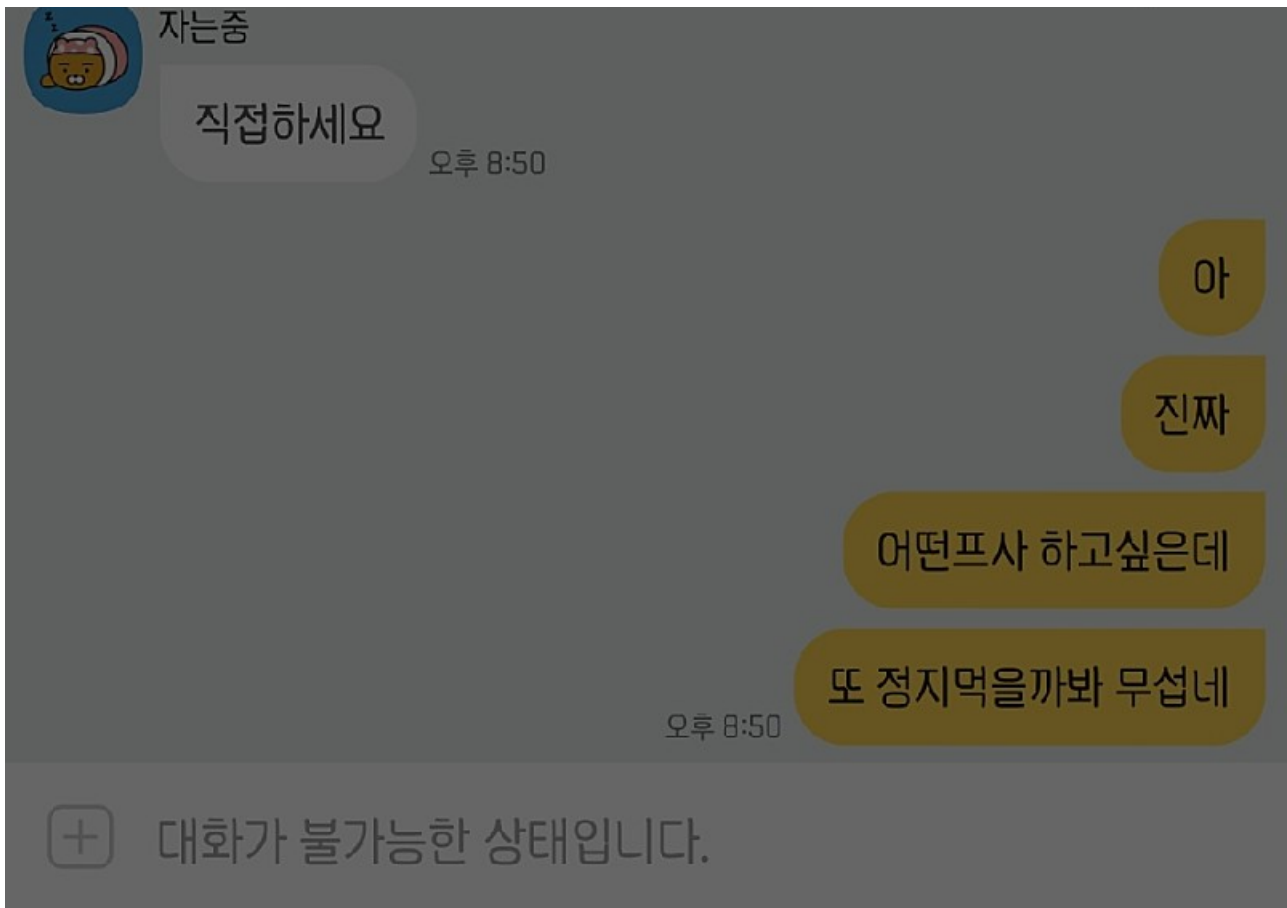 자는중
직접하세요
오후 8:50
아
진짜
어떤프사 하고싶은데
또 정지먹을까봐 무섭네
오후 8:50
대화가 불가능한 상태입니다.